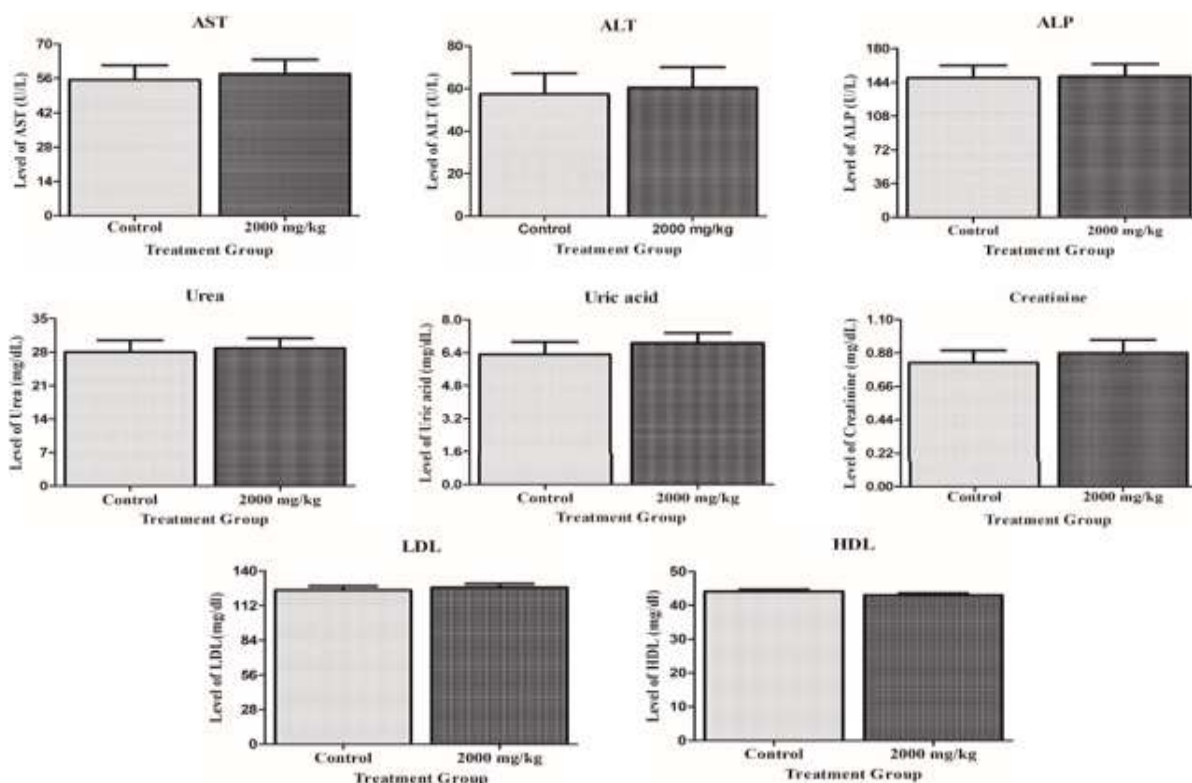 AST
Level of AST (U/L)
70
56
42
28
14
0
Control 2000 mg/kg
Treatment Group
ALT
Level of ALT (U/L)
80
60
40
20
0
Control 2000 mg/kg
Treatment Group
ALP
Level of ALP (U/L)
180
144
108
72
36
0
Control 2000 mg/kg
Treatment Group
Urea
Level of Urea (mg/dL)
35
28
21
14
7
0
Control 2000 mg/kg
Treatment Group
Uric acid
Level of Uric acid (mg/dL)
8.0
6.4
4.8
3.2
1.6
0.0
Control 2000 mg/kg
Treatment Group
Creatinine
Level of Creatinine (mg/dL)
1.10
0.88
0.66
0.44
0.22
0.00
Control 2000 mg/kg
Treatment Group
LDL
Level of LDL(mg/dl)
140
112
84
56
28
0
Control 2000 mg/kg
Treatment Group
HDL
Level of HDL (mg/dl)
50
40
30
20
10
0
Control 2000 mg/kg
Treatment Group